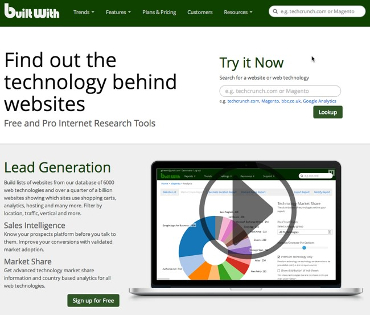 builtWith
Trends Features Plans & Pricing Customers Resources
e.g. techcrunch.com or Magento
Find out the
technology behind
websites
Free and Pro Internet Research Tools
Try it Now
Search for a website or web technology
e.g. techcrunch.com or Magento
e.g. techcrunch.com, Magento, bbc.co.uk, Google Analytics
Lookup
Lead Generation
Build lists of websites from our database of 6000
web technologies and over a quarter of a billion
websites showing which sites use shopping carts,
analytics, hosting and many more. Filter by
location, traffic, vertical and more.
Sales Intelligence
Know your prospects platform before you talk to
them. Improve your conversions with validated
market adoption.
Market Share
Get advanced technology market share
information and country based analytics for all
web technologies.
Sign up for Free
Technology Market Share